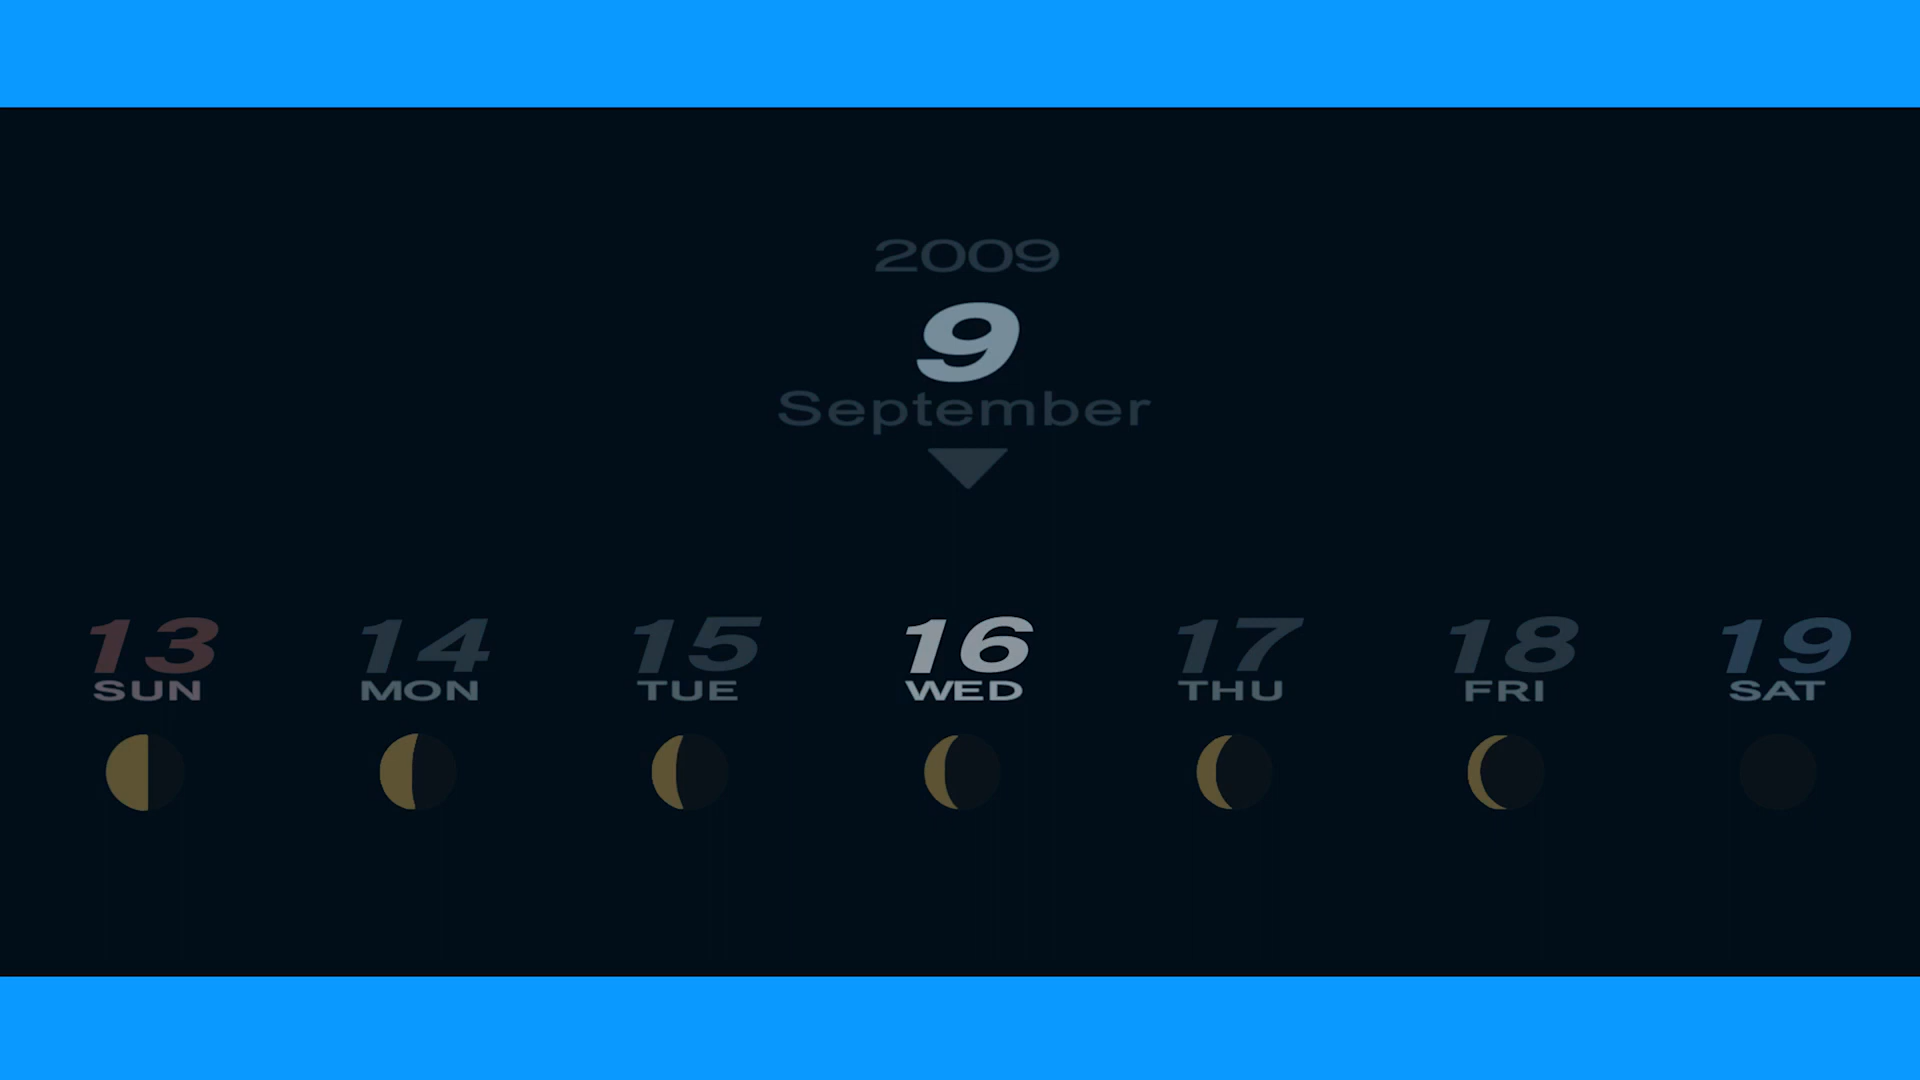 2009
9
September
13 14 15 16 17 18 19
SUN MON TUE WED THU FRI SAT